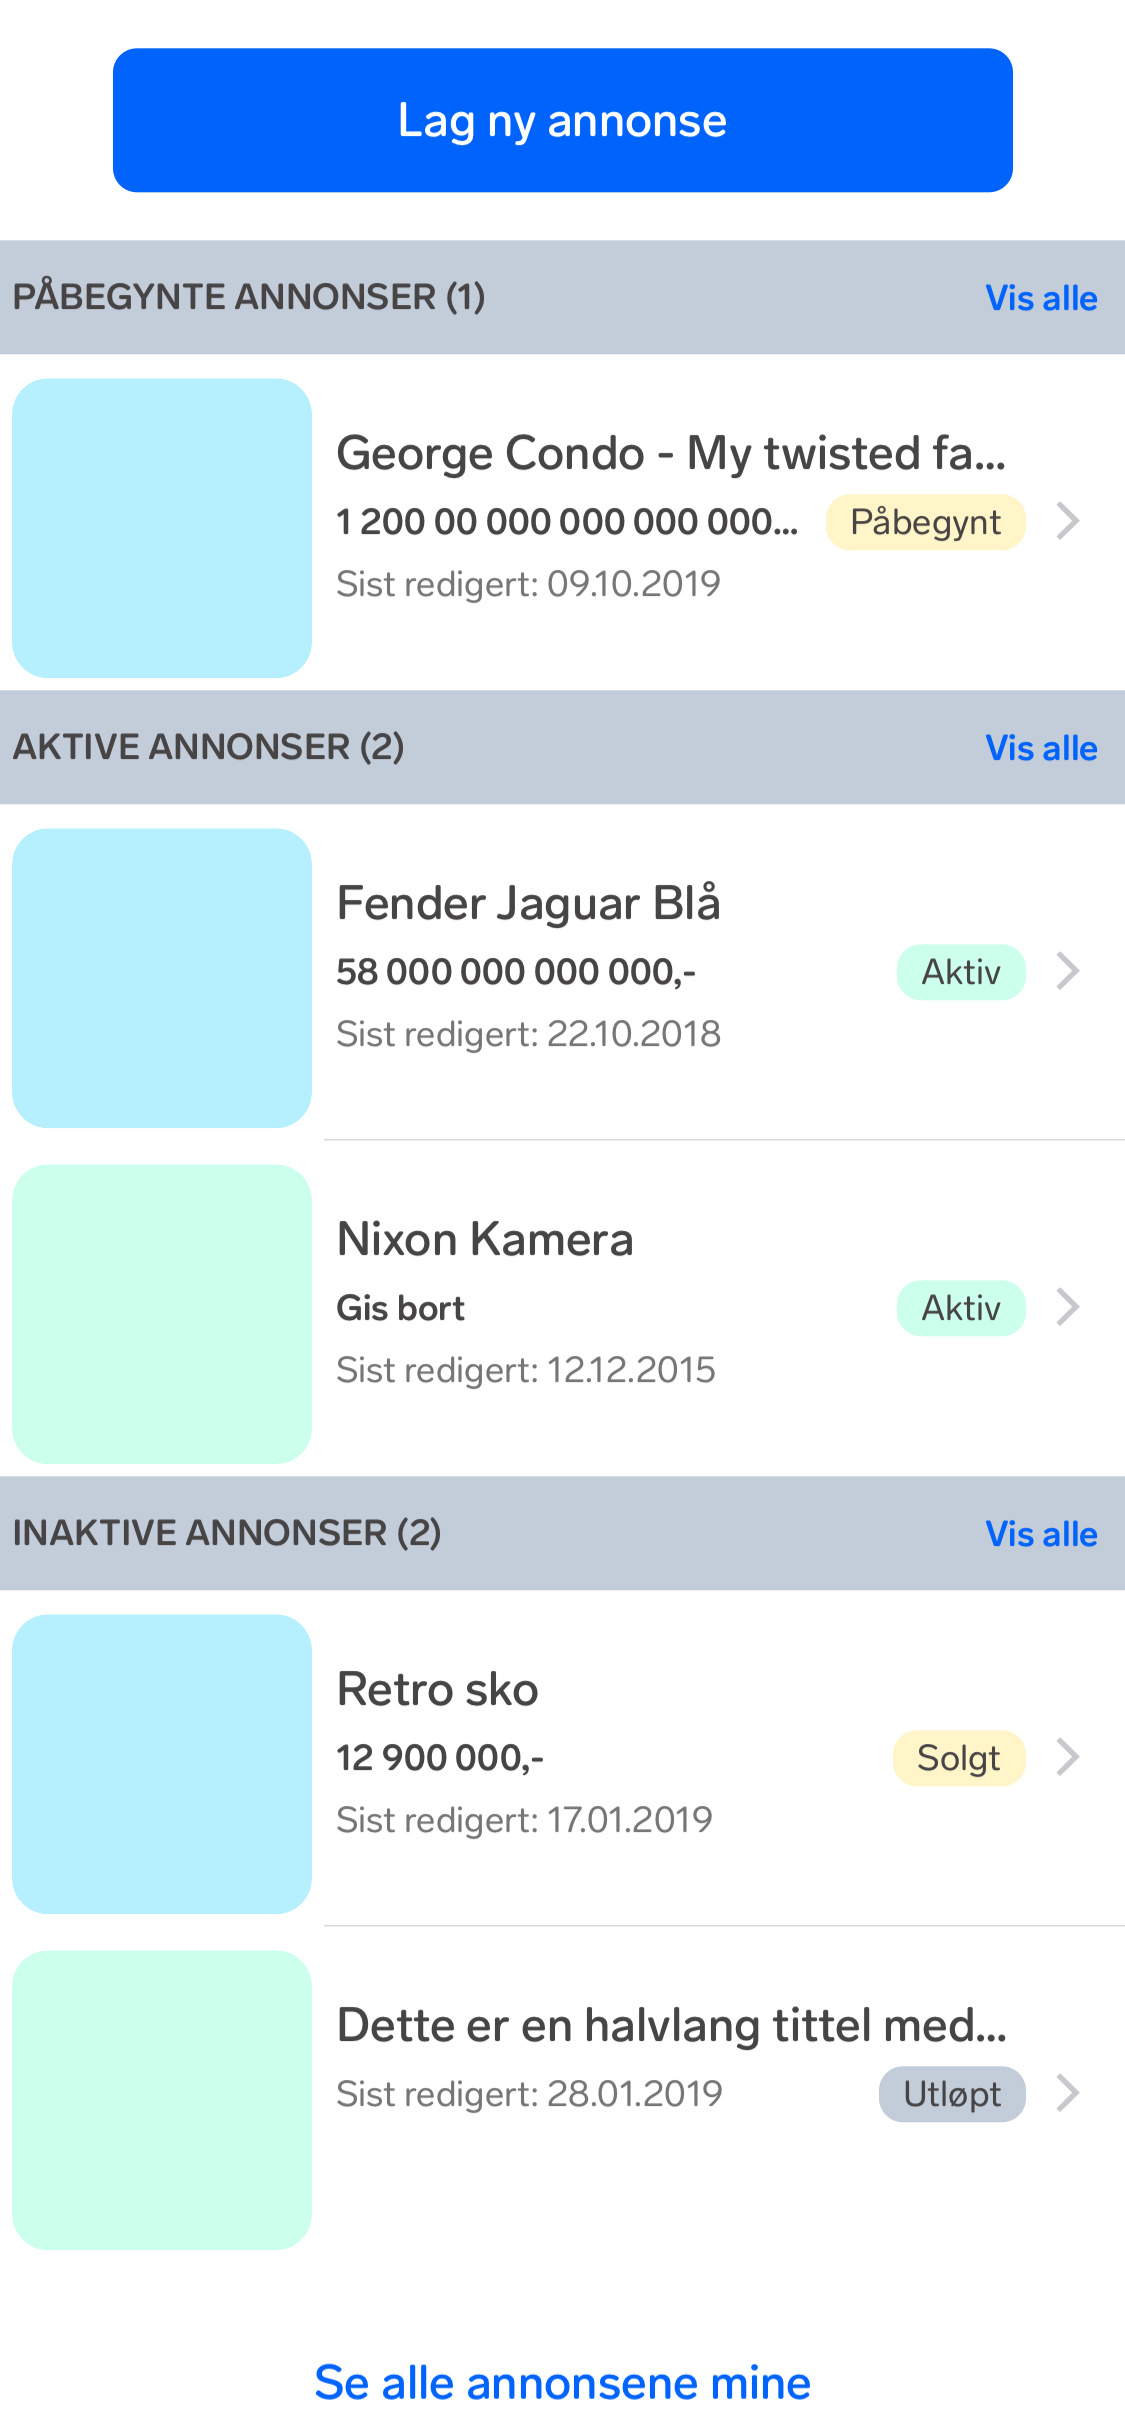 Lag ny annonse
PÅBEGYNTE ANNONSER (1)
Vis alle
George Condo - My twisted fa...
1 200 00 000 000 000 000...
Påbegynt
Sist redigert: 09.10.2019
AKTIVE ANNONSER (2)
Vis alle
Fender Jaguar Blå
58 000 000 000 000,-
Aktiv
Sist redigert: 22.10.2018
Nixon Kamera
Gis bort
Aktiv
Sist redigert: 12.12.2015
INAKTIVE ANNONSER (2)
Vis alle
Retro sko
12 900 000,-
Solgt
Sist redigert: 17.01.2019
Dette er en halvlang tittel med...
Sist redigert: 28.01.2019
Utløpt
Se alle annonsene mine